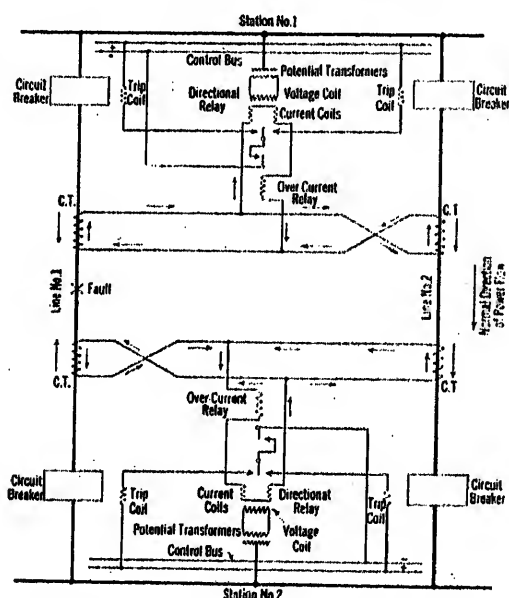 Station No.1
Control Bus
Potential Transformers
Circuit
Breaker
Trip
Coil
Directional
Relay
Voltage Coil
Current Coils
Trip
Coil
Circuit
Breaker
Over Current
Relay
C.T.
C.T
Line No.1
Fault
Line No.2
Normal Direction
of Power Flow
C.T.
C.T
Over-Current
Relay
Circuit
Breaker
Trip
Coil
Current
Coils
Directional
Relay
Trip
Coil
Circuit
Breaker
Potential Transformers
Voltage
Coil
Control Bus
Station No.2